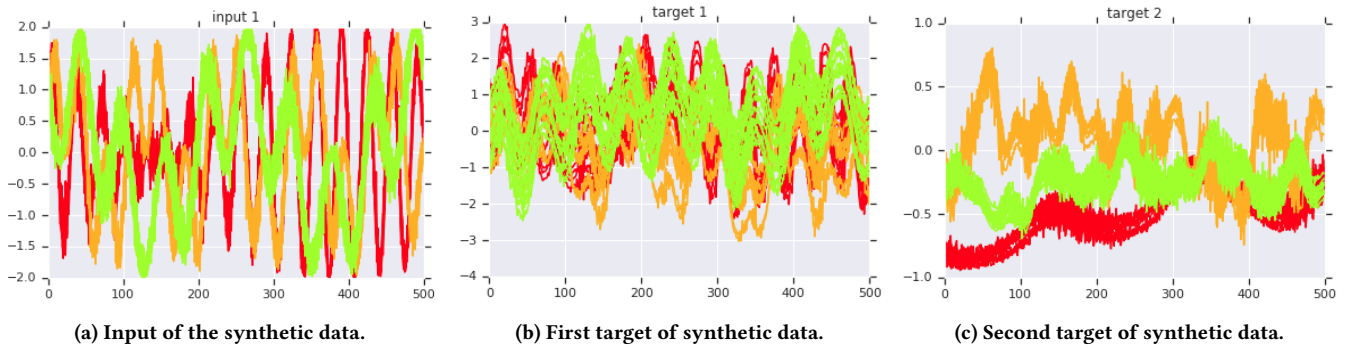 input 1
2.0
1.5
1.0
0.5
0.0
−0.5
−1.0
−1.5
−2.0
0 100 200 300 400 500
(a) Input of the synthetic data.
target 1
3
2
1
0
−1
−2
−3
−4
0 100 200 300 400 500
(b) First target of synthetic data.
target 2
1.0
0.5
0.0
−0.5
−1.0
0 100 200 300 400 500
(c) Second target of synthetic data.